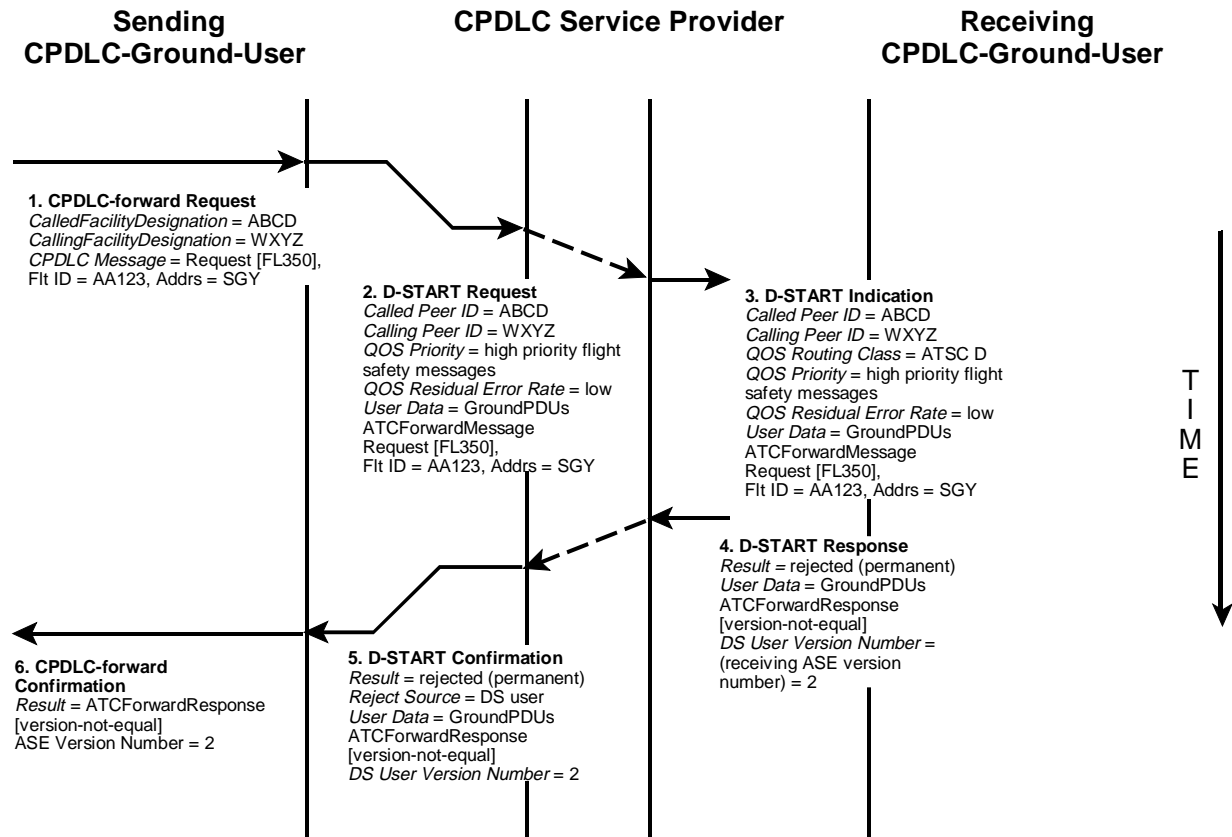 Sending
CPDLC-Ground-User
CPDLC Service Provider
Receiving
CPDLC-Ground-User
1. CPDLC-forward Request
CalledFacilityDesignation = ABCD
CallingFacilityDesignation = WXYZ
CPDLC Message = Request [FL350],
Flt ID = AA123, Addrs = SGY
2. D-START Request
Called Peer ID = ABCD
Calling Peer ID = WXYZ
QOS Priority = high priority flight
safety messages
QOS Residual Error Rate = low
User Data = GroundPDUs
ATCForwardMessage
Request [FL350],
Flt ID = AA123, Addrs = SGY
3. D-START Indication
Called Peer ID = ABCD
Calling Peer ID = WXYZ
QOS Routing Class = ATSC D
QOS Priority = high priority flight
safety messages
QOS Residual Error Rate = low
User Data = GroundPDUs
ATCForwardMessage
Request [FL350],
Flt ID = AA123, Addrs = SGY
T
I
M
E
4. D-START Response
Result = rejected (permanent)
User Data = GroundPDUs
ATCForwardResponse
[version-not-equal]
DS User Version Number =
(receiving ASE version
number) = 2
5. D-START Confirmation
Result = rejected (permanent)
Reject Source = DS user
User Data = GroundPDUs
ATCForwardResponse
[version-not-equal]
DS User Version Number = 2
6. CPDLC-forward
Confirmation
Result = ATCForwardResponse
[version-not-equal]
ASE Version Number = 2